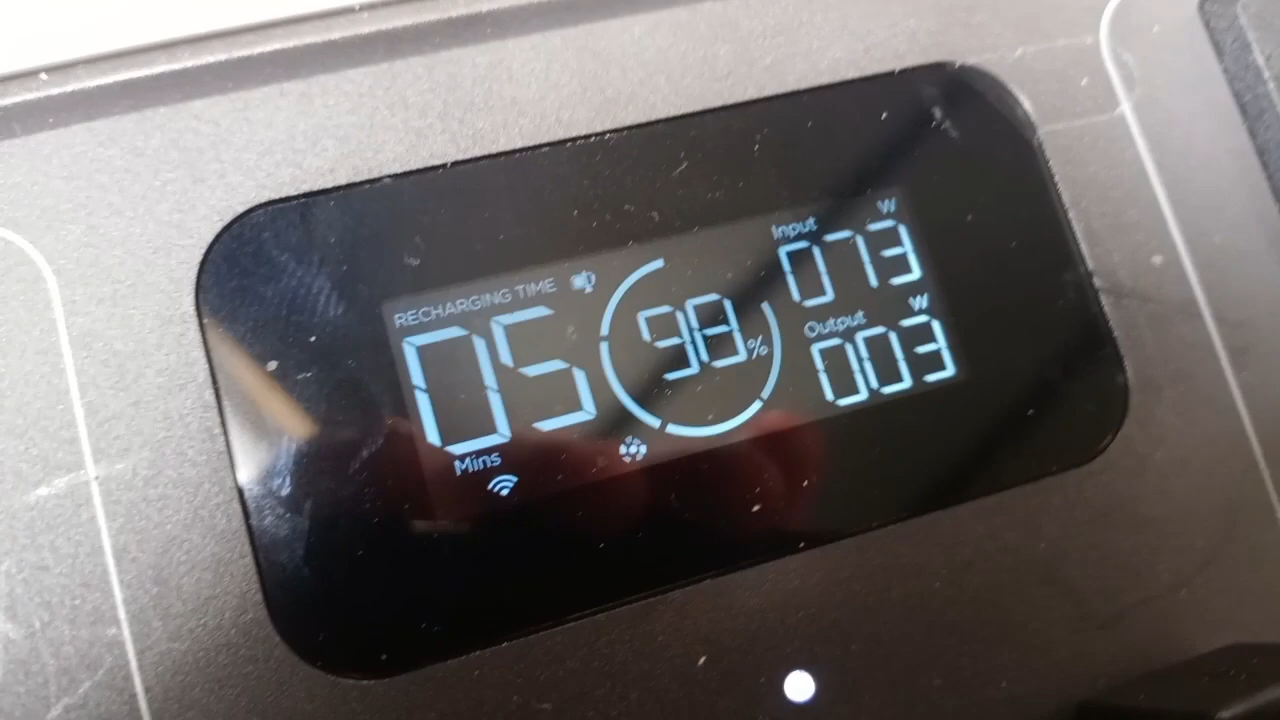 RECHARGING TIME
05
Mins
98%
Input W
073
Output W
003